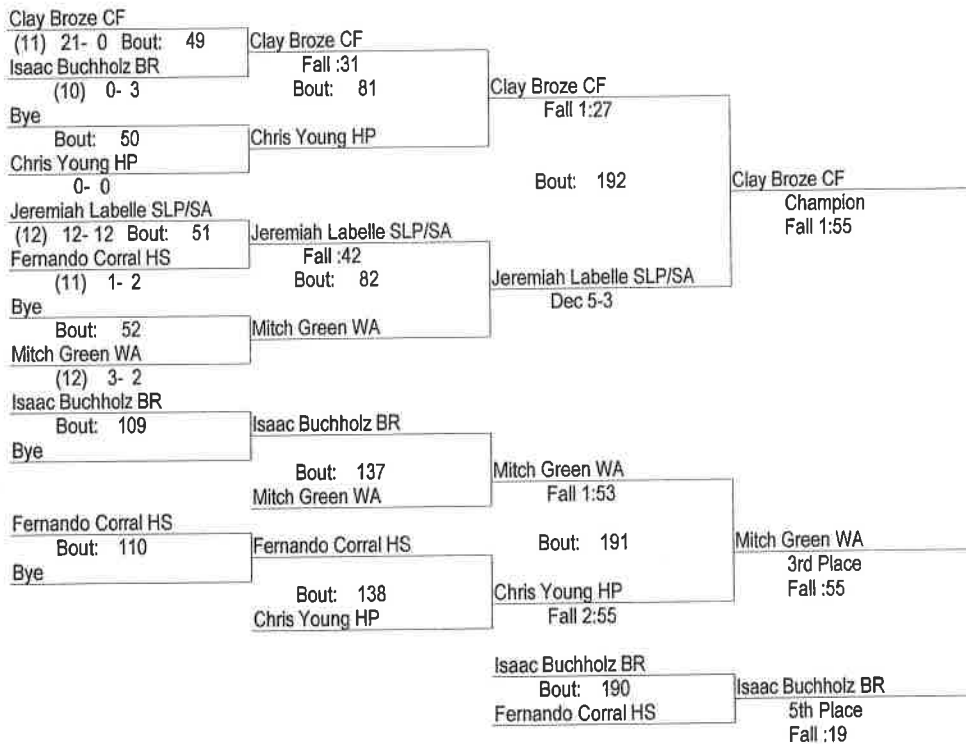 Clay Broze CF
(11) 21- 0 Bout: 49
Isaac Buchholz BR
(10) 0- 3
Bye
Bout: 50
Chris Young HP
0- 0
Jeremiah Labelle SLP/SA
(12) 12- 12 Bout: 51
Fernando Corral HS
(11) 1- 2
Bye
Bout: 52
Mitch Green WA
(12) 3- 2
Isaac Buchholz BR
Bout: 109
Bye
Fernando Corral HS
Bout: 110
Bye
Clay Broze CF
Fall :31
Bout: 81
Chris Young HP
Jeremiah Labelle SLP/SA
Fall :42
Bout: 82
Mitch Green WA
Isaac Buchholz BR
Bout: 137
Mitch Green WA
Fernando Corral HS
Bout: 138
Chris Young HP
Clay Broze CF
Fall 1:27
Bout: 192
Jeremiah Labelle SLP/SA
Dec 5-3
Mitch Green WA
Fall 1:53
Bout: 191
Chris Young HP
Fall 2:55
Isaac Buchholz BR
Bout: 190
Fernando Corral HS
Clay Broze CF
Champion
Fall 1:55
Mitch Green WA
3rd Place
Fall :55
Isaac Buchholz BR
5th Place
Fall :19